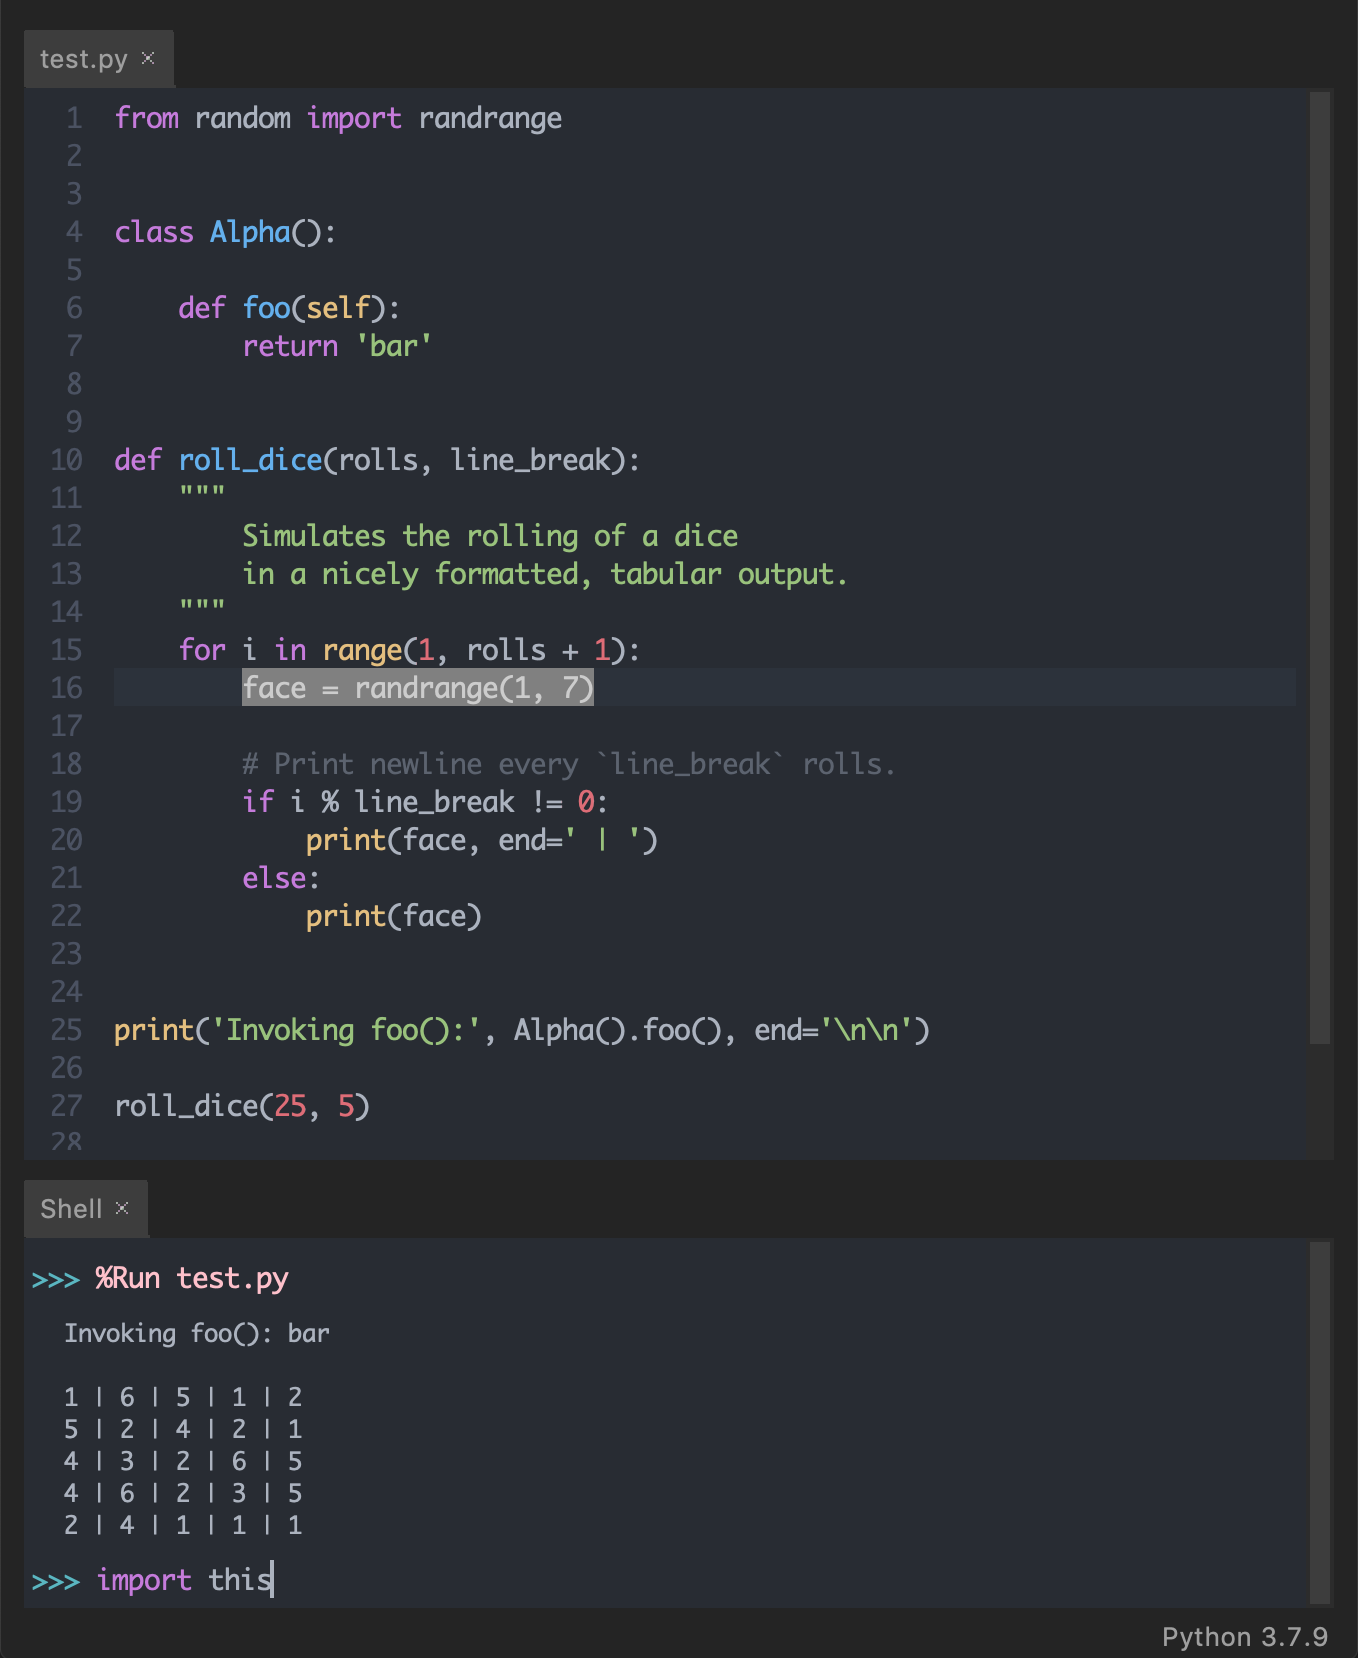 test.py ×
1 from random import randrange
2
3
4 class Alpha():
5
6     def foo(self):
7         return 'bar'
8
9
10 def roll_dice(rolls, line_break):
11     """
12         Simulates the rolling of a dice
13         in a nicely formatted, tabular output.
14     """
15     for i in range(1, rolls + 1):
16         face = randrange(1, 7)
17
18         # Print newline every `line_break` rolls.
19         if i % line_break != 0:
20             print(face, end=' | ')
21         else:
22             print(face)
23
24
25 print('Invoking foo():', Alpha().foo(), end='\n\n')
26
27 roll_dice(25, 5)
28
Shell ×
>>> %Run test.py
Invoking foo(): bar
1 | 6 | 5 | 1 | 2
5 | 2 | 4 | 2 | 1
4 | 3 | 2 | 6 | 5
4 | 6 | 2 | 3 | 5
2 | 4 | 1 | 1 | 1
>>> import this
Python 3.7.9